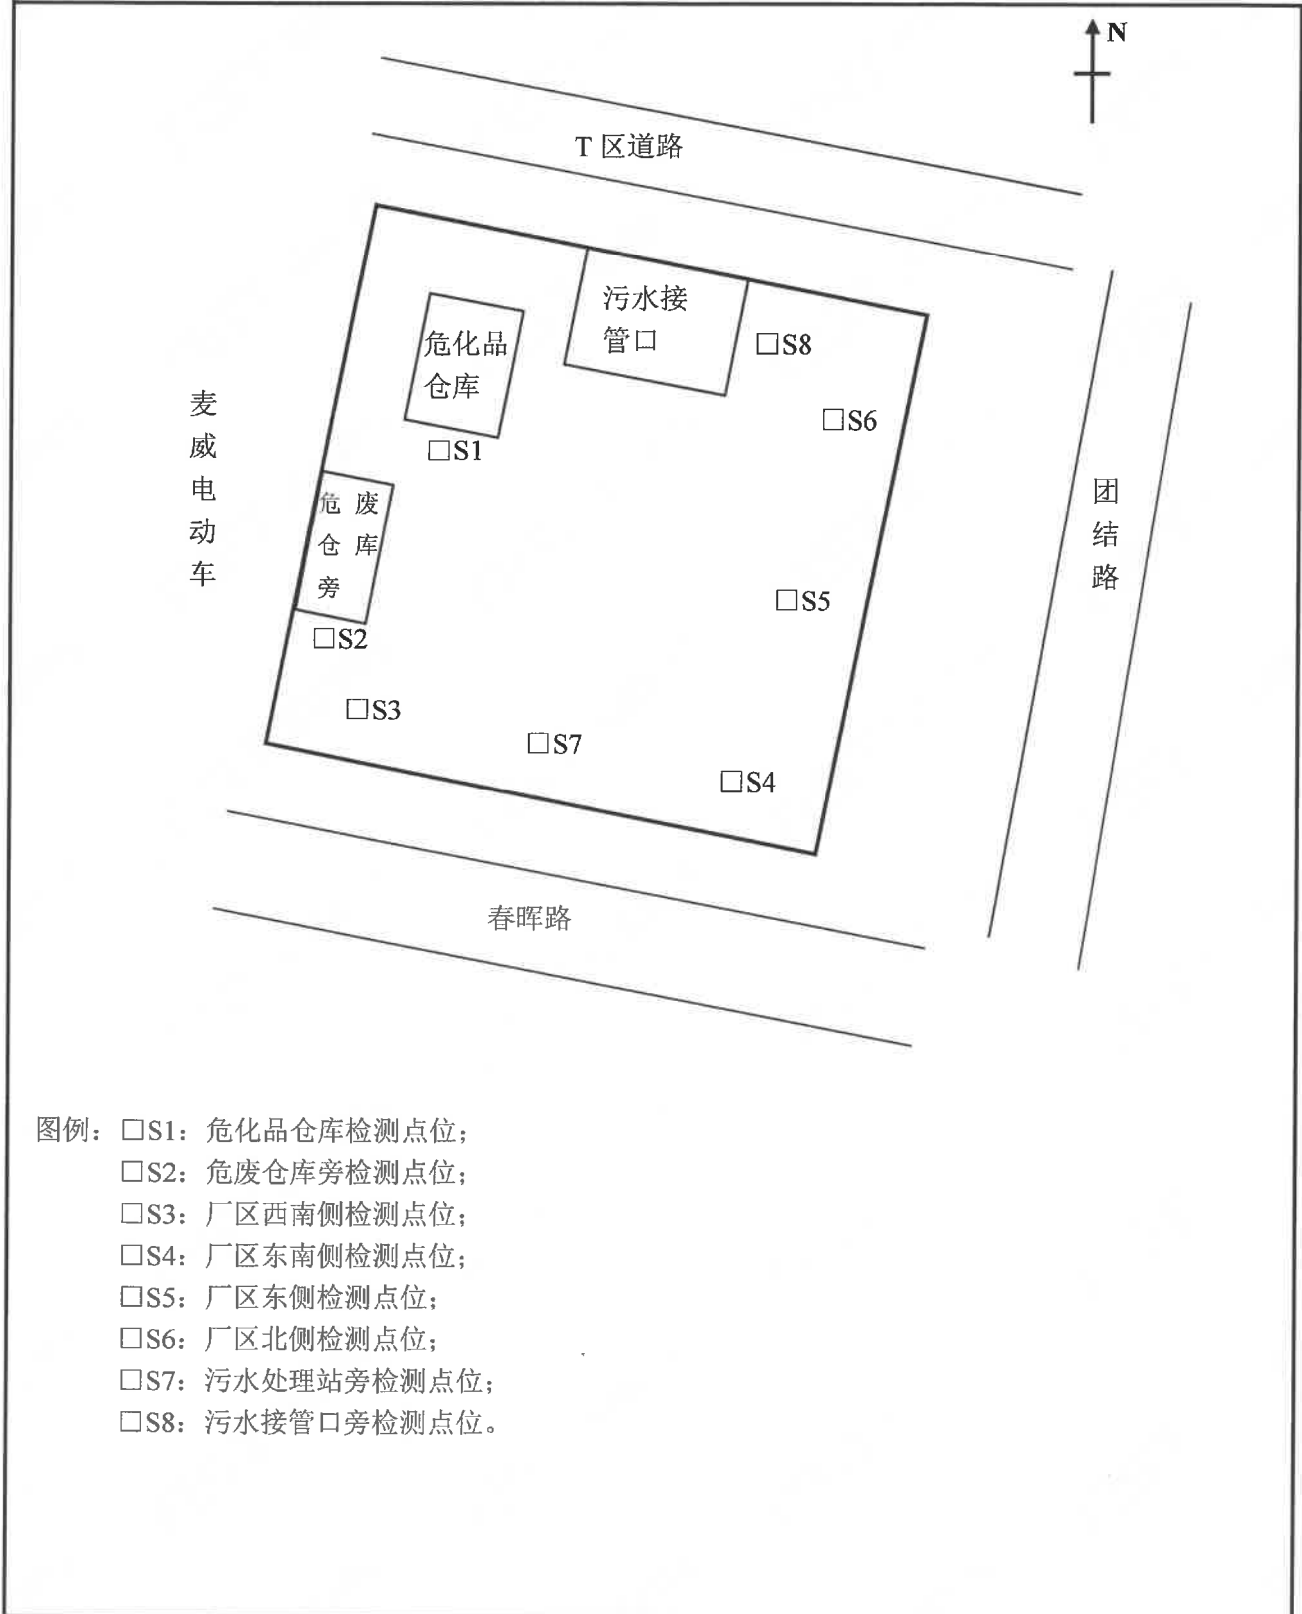 N
T 区道路
污水接
管口
危化品
仓库
□S8
□S6
□S1
麦
威
电
动
车
危 废
仓 库
旁
团
结
路
□S5
□S2
□S3
□S7
□S4
春晖路
图例：□S1：危化品仓库检测点位；
□S2：危废仓库旁检测点位；
□S3：厂区西南侧检测点位；
□S4：厂区东南侧检测点位；
□S5：厂区东侧检测点位；
□S6：厂区北侧检测点位；
□S7：污水处理站旁检测点位；
□S8：污水接管口旁检测点位。